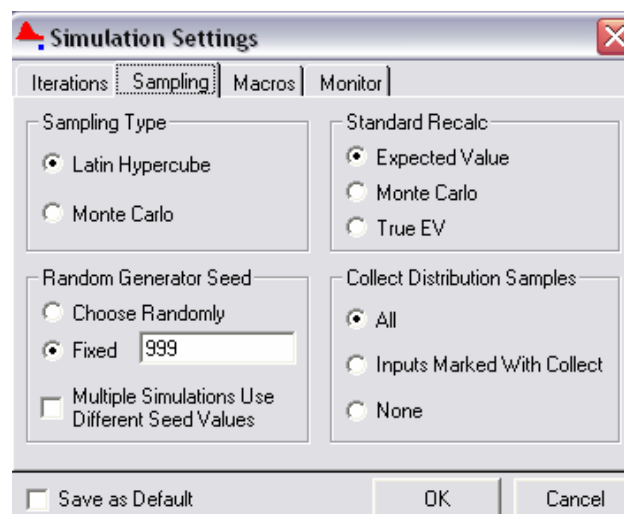 Simulation Settings
Iterations Sampling Macros Monitor
Sampling Type
Latin Hypercube
Monte Carlo
Standard Recalc
Expected Value
Monte Carlo
True EV
Random Generator Seed
Choose Randomly
Fixed 999
Multiple Simulations Use
Different Seed Values
Collect Distribution Samples
All
Inputs Marked With Collect
None
Save as Default
OK
Cancel